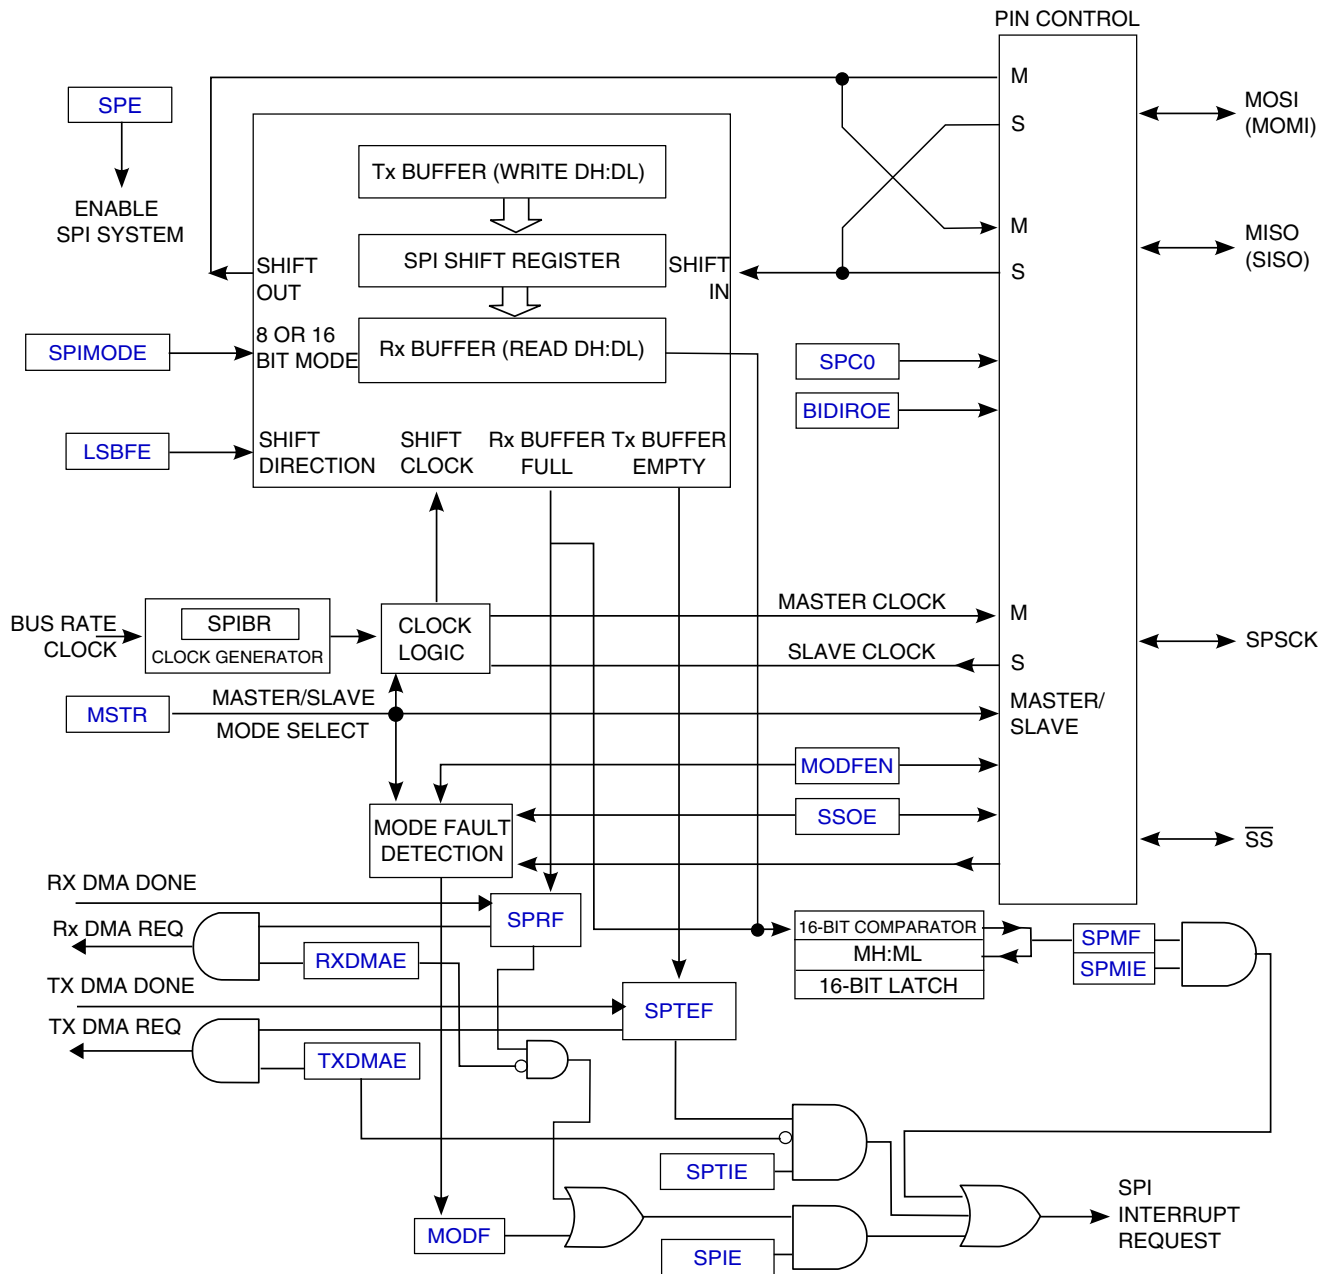 PIN CONTROL
M
SPE
MOSI
(MOMI)
S
Tx BUFFER (WRITE DH:DL)
ENABLE
SPI SYSTEM
M
MISO
(SISO)
SHIFT
OUT
SPI SHIFT REGISTER
SHIFT
IN
S
SPIMODE
8 OR 16
BIT MODE
Rx BUFFER (READ DH:DL)
SPC0
BIDIROE
LSBFE
SHIFT
DIRECTION
SHIFT
CLOCK
Rx BUFFER
FULL
Tx BUFFER
EMPTY
BUS RATE
CLOCK
SPIBR
CLOCK GENERATOR
CLOCK
LOGIC
MASTER CLOCK
M
SLAVE CLOCK
S
SPSCK
MSTR
MASTER/SLAVE
MODE SELECT
MASTER/
SLAVE
MODFEN
SSOE
MODE FAULT
DETECTION
SS
RX DMA DONE
SPRF
Rx DMA REQ
RXDMAE
16-BIT COMPARATOR
MH:ML
16-BIT LATCH
SPMF
SPMIE
TX DMA DONE
SPTEF
TX DMA REQ
TXDMAE
SPTIE
MODF
SPIE
SPI
INTERRUPT
REQUEST